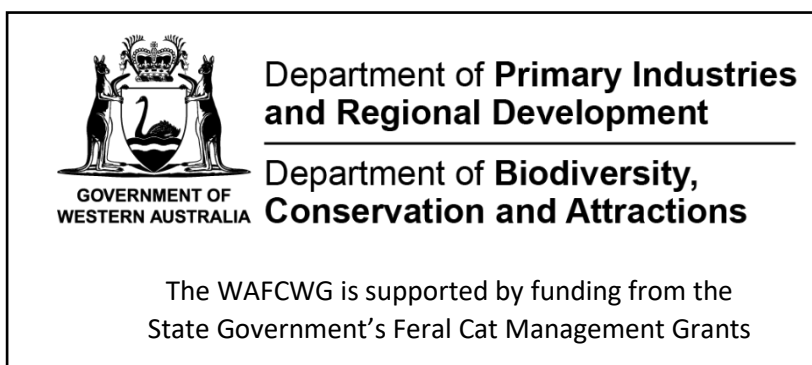 Department of Primary Industries
and Regional Development
GOVERNMENT OF
WESTERN AUSTRALIA
Department of Biodiversity,
Conservation and Attractions
The WAFCWG is supported by funding from the
State Government's Feral Cat Management Grants